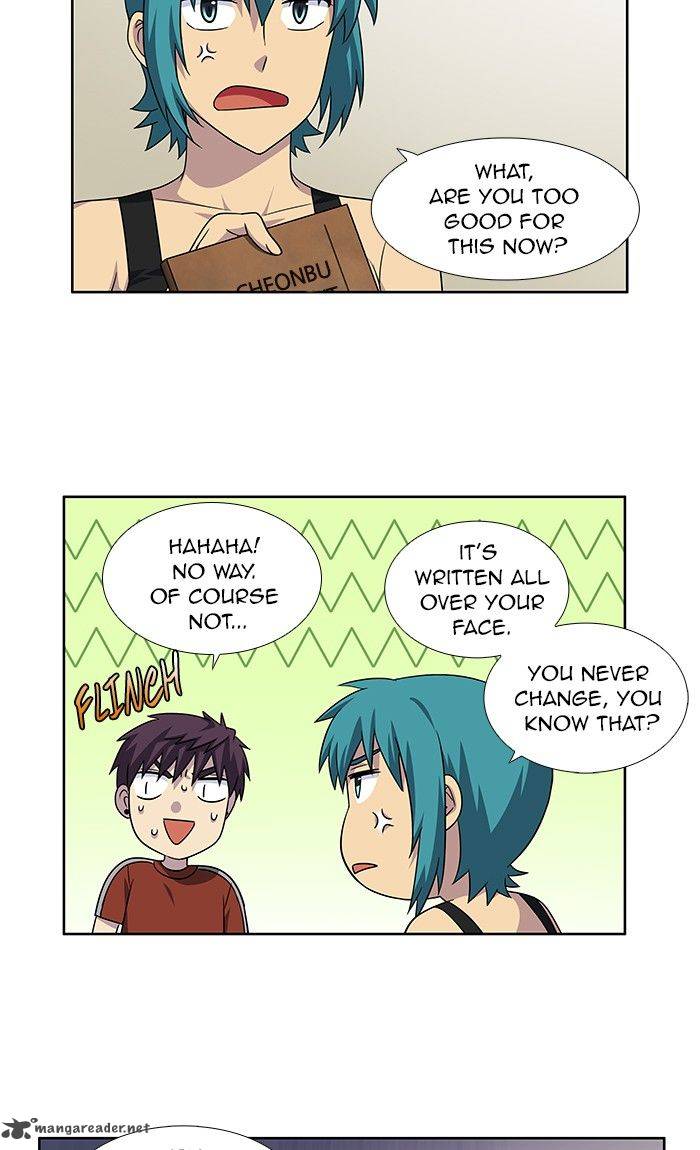 WHAT,
ARE YOU TOO
GOOD FOR
THIS NOW?
CHEONBU
HAHAHA!
NO WAY.
OF COURSE
NOT...
IT'S
WRITTEN ALL
OVER YOUR
FACE.
YOU NEVER
CHANGE, YOU
KNOW THAT?
FLINCH
mangareader.net